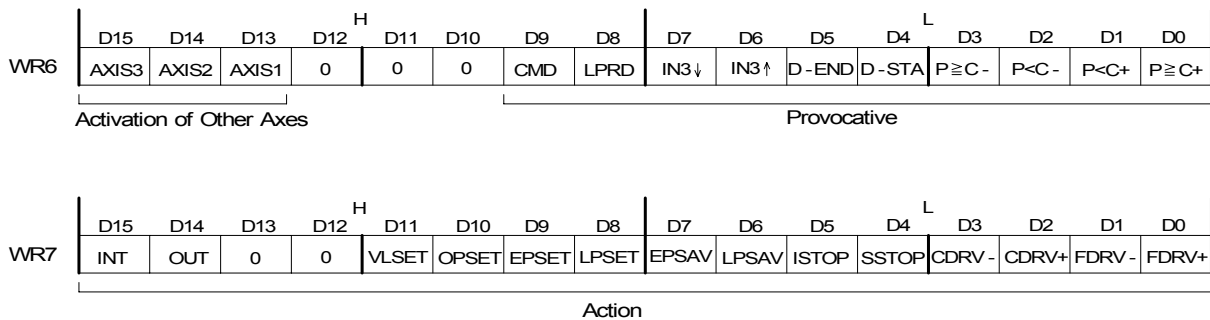 H L
D15 D14 D13 D12 D11 D10 D9 D8 D7 D6 D5 D4 D3 D2 D1 D0
WR6 AXIS3 AXIS2 AXIS1 0 0 0 CMD LPRD IN3↓ IN3↑ D-END D-STA P≧C- P<C- P<C+ P≧C+
Activation of Other Axes Provocative
H L
D15 D14 D13 D12 D11 D10 D9 D8 D7 D6 D5 D4 D3 D2 D1 D0
WR7 INT OUT 0 0 VLSET OPSET EPSET LPSET EPSAV LPSAV ISTOP SSTOP CDRV- CDRV+ FDRV- FDRV+
Action